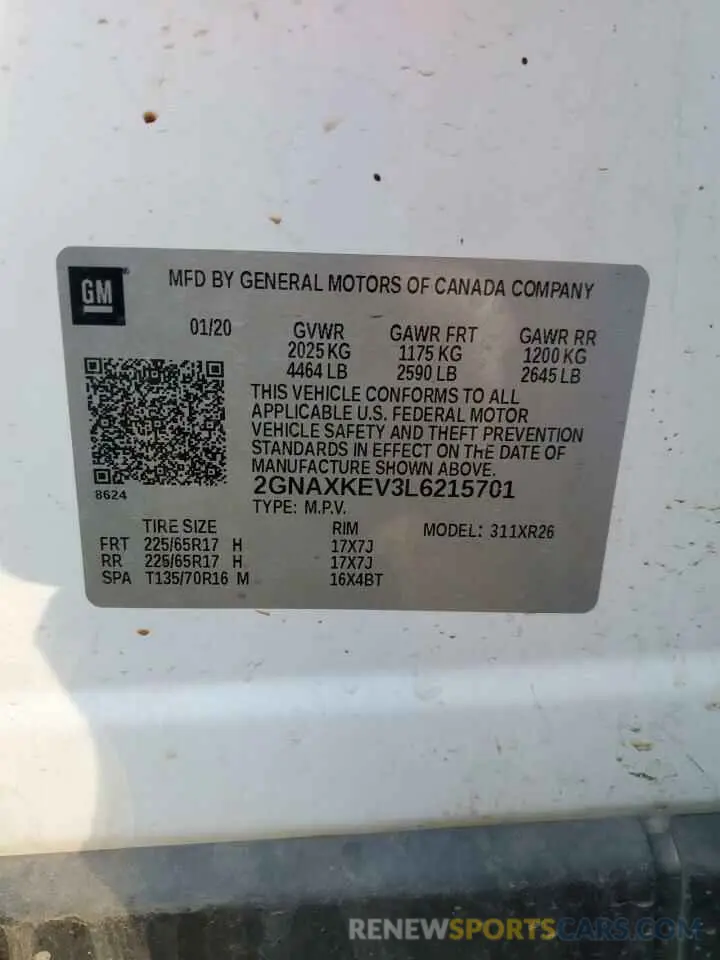 GM
MFD BY GENERAL MOTORS OF CANADA COMPANY
01/20 GVWR GAWR FRT GAWR RR
2025 KG 1175 KG 1200 KG
4464 LB 2590 LB 2645 LB
THIS VEHICLE CONFORMS TO ALL
APPLICABLE U.S. FEDERAL MOTOR
VEHICLE SAFETY AND THEFT PREVENTION
STANDARDS IN EFFECT ON THE DATE OF
MANUFACTURE SHOWN ABOVE.
8624
2GNAXKEV3L6215701
TYPE: M.P.V.
TIRE SIZE RIM MODEL: 311XR26
FRT 225/65R17 H 17X7J
RR 225/65R17 H 17X7J
SPA T135/70R16 M 16X4BT
RENEWSPORTSCARS.COM